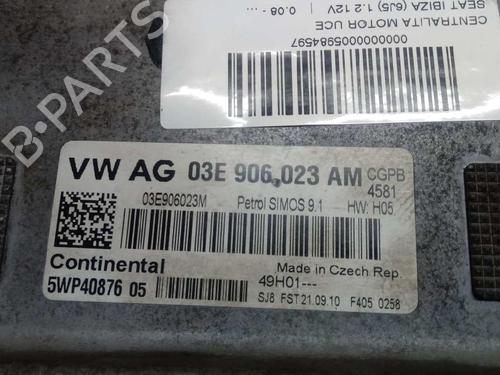 CENTRALITA MOTOR UCE
0000000005984597
SEAT IBIZA (6J5) 1.2 12V | 0.08 - ...
B-PARTS
VW AG 03E 906.023 AM CGPB
4581
03E906023M Petrol SIMOS 9.1 HW: H05
Continental Made in Czech Rep.
5WP40876 05 49H01---
SJ8 FST 21.09.10 F405 0258